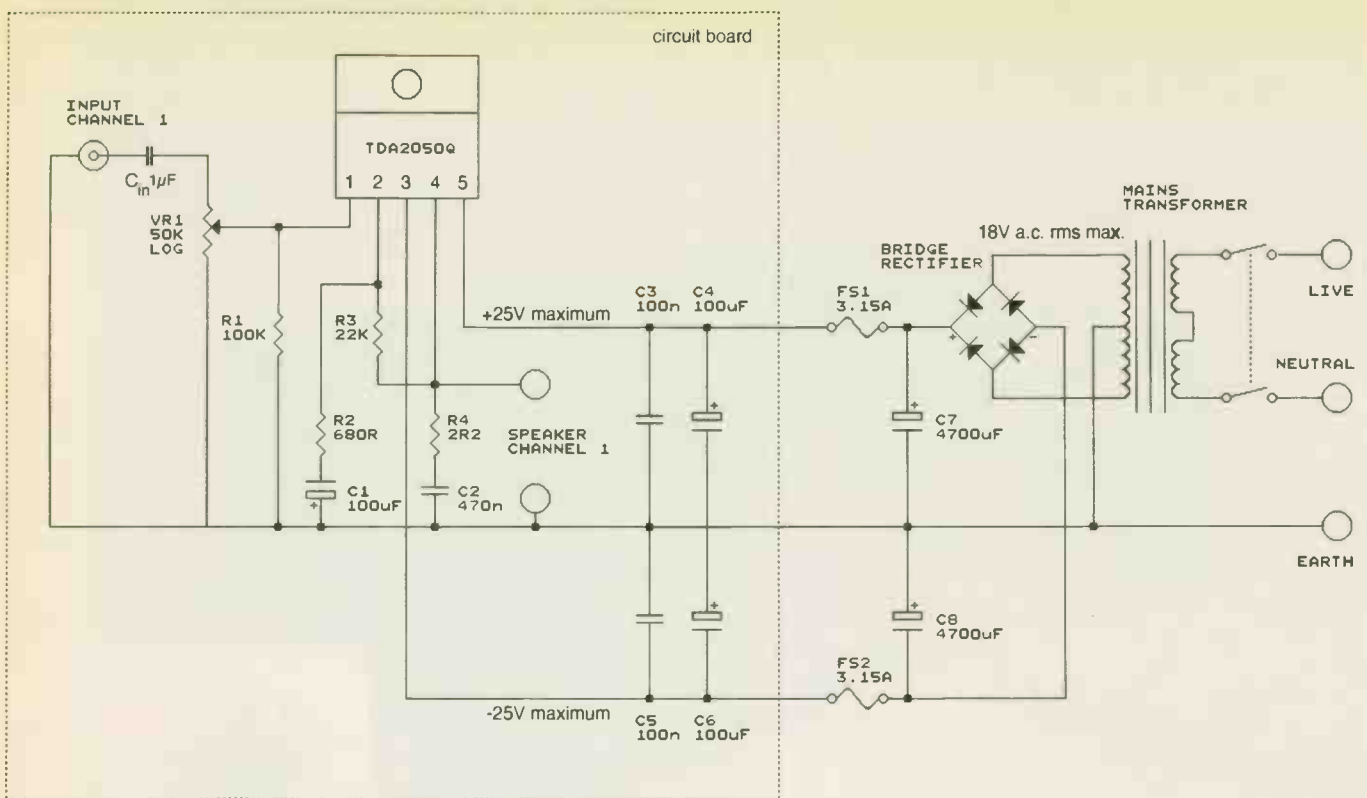 circuit board
INPUT
CHANNEL 1
TDA2050Q
1 2 3 4 5
Cin 1µF
VR1
50K
LOG
R1
100K
R3
22K
R2
680R
C1
100uF
+
R4
2R2
C2
470n
SPEAKER
CHANNEL 1
+25V maximum
-25V maximum
C3
100n
C4
100uF
+
C5
100n
C6
100uF
+
FS1
3.15A
FS2
3.15A
C7
4700uF
+
C8
4700uF
+
BRIDGE
RECTIFIER
+ -
18V a.c. rms max.
MAINS
TRANSFORMER
LIVE
NEUTRAL
EARTH